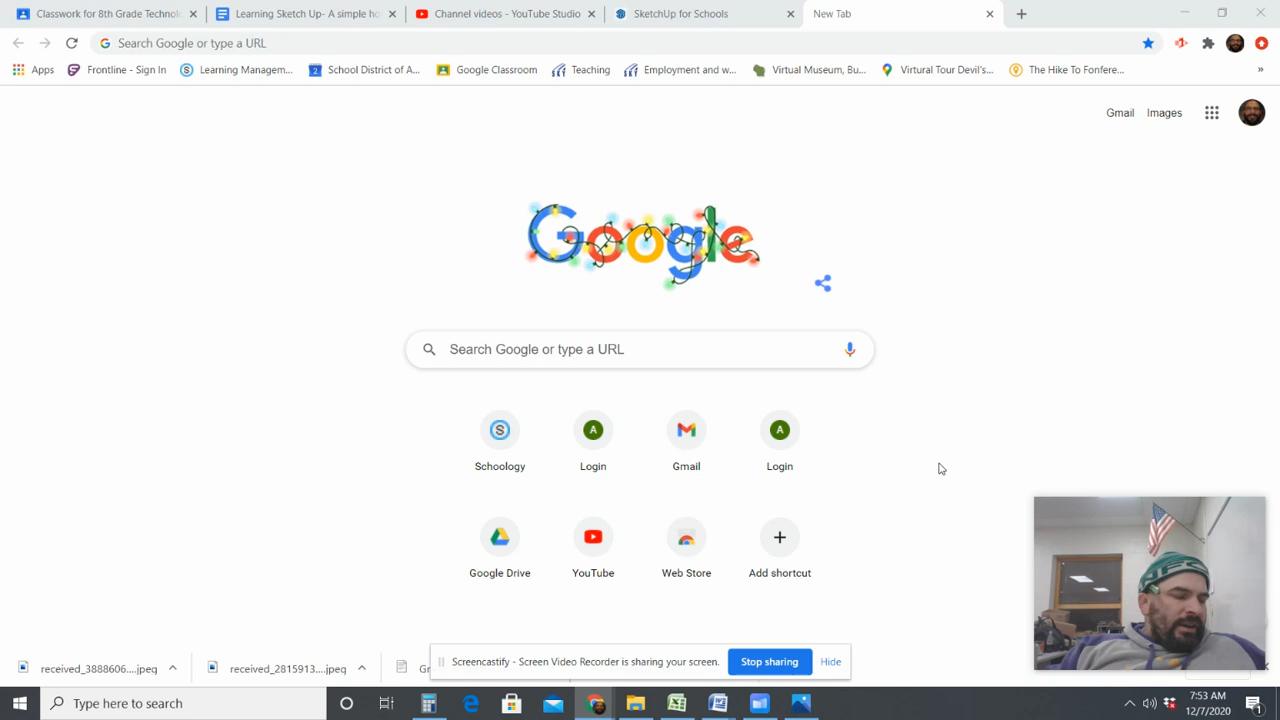 Classwork for 8th Grade Technol
Learning Sketch Up- A simple ho
Channel videos - YouTube Studio
SketchUp for Schools
New Tab
Search Google or type a URL
Apps
Frontline - Sign In
Learning Managem...
School District of A...
Google Classroom
Teaching
Employment and w...
Virtual Museum, Bu...
Virtural Tour Devil's...
The Hike To Fonfere...
»
Gmail Images
Google
Search Google or type a URL
S A A
Schoology Login Gmail Login
Google Drive YouTube Web Store Add shortcut
Screencastify - Screen Video Recorder is sharing your screen.
Stop sharing
Hide
received_3888606....jpeg
received_2815913....jpeg
Type here to search
7:53 AM
12/7/2020
1